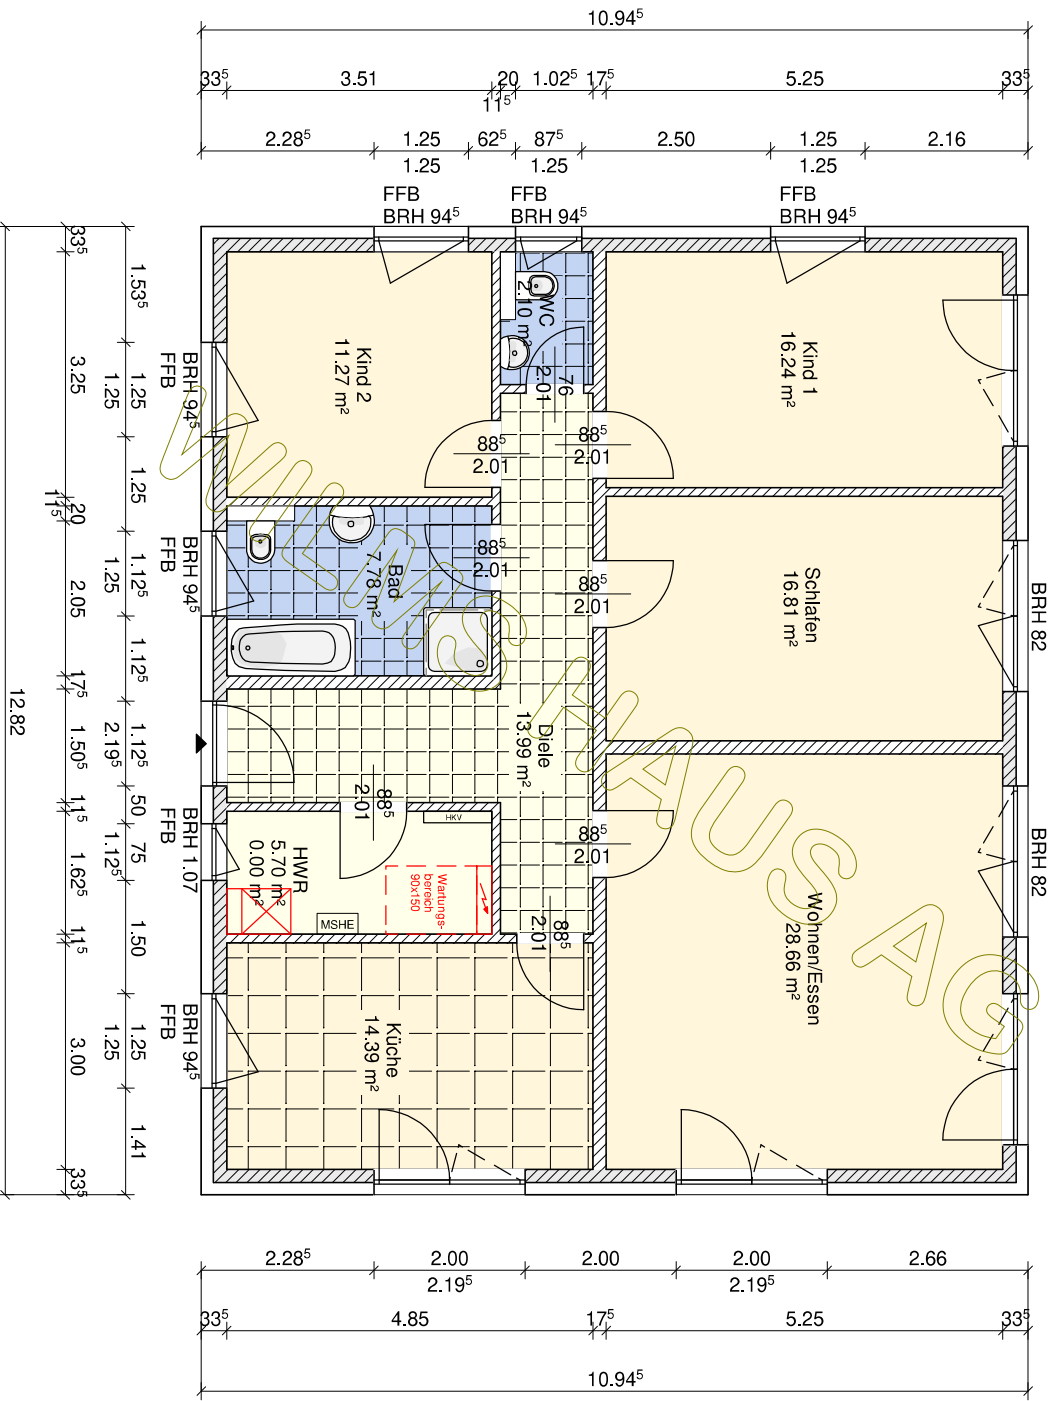 10.94⁵
33⁵ 3.51 20 1.02⁵ 17⁵ 5.25 33⁵
11⁵
2.28⁵ 1.25 62⁵ 87⁵ 2.50 1.25 2.16
1.25 1.25 1.25
FFB FFB FFB
BRH 94⁵ BRH 94⁵ BRH 94⁵
12.82
33⁵ 3.25 11⁵ 20 2.05 17⁵ 1.50⁵ 11⁵ 1.62⁵ 11⁵ 3.00 33⁵
1.53⁵ 1.25 1.25 1.12⁵ 1.12⁵ 1.12⁵ 50 75 1.50 1.25 1.41
1.25 1.25 2.19⁵ 1.12⁵ 1.25
BRH 94⁵
FFB
BRH 94⁵
FFB
BRH 1.07
FFB
BRH 94⁵
FFB
BRH 82
BRH 82
Kind 2
11.27 m²
WC
2.10 m²
Kind 1
16.24 m²
76
2.01
88⁵
2.01
88⁵
2.01
88⁵
2.01
88⁵
2.01
Bad
7.78 m²
Schlafen
16.81 m²
Diele
13.99 m²
88⁵
2.01
88⁵
2.01
88⁵
2.01
HKV
HWR
5.70 m²
0.00 m²
Wartungs-
bereich
90x150
MSHE
Wohnen/Essen
28.66 m²
Küche
14.39 m²
WILMS HAUS AG
2.28⁵ 2.00 2.00 2.00 2.66
2.19⁵ 2.19⁵
33⁵ 4.85 17⁵ 5.25 33⁵
10.94⁵